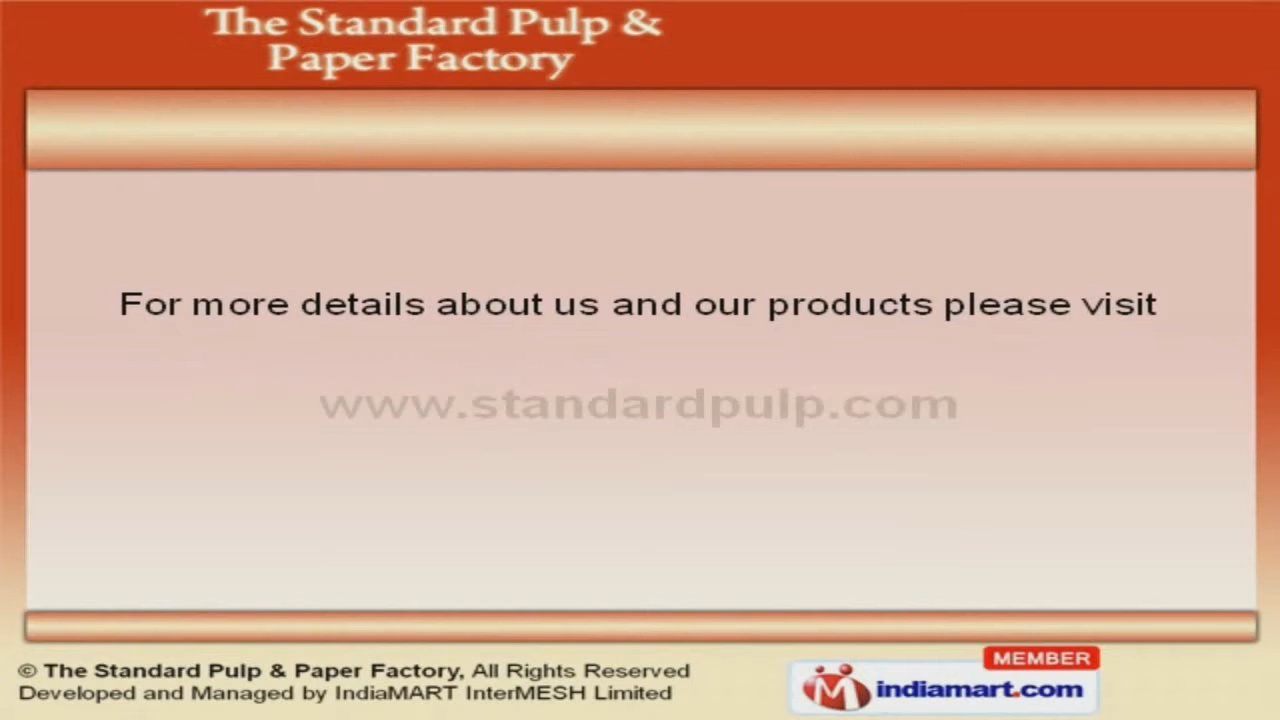 The Standard Pulp &
Paper Factory
For more details about us and our products please visit
www.standardpulp.com
© The Standard Pulp & Paper Factory, All Rights Reserved
Developed and Managed by IndiaMART InterMESH Limited
MEMBER
indiamart.com